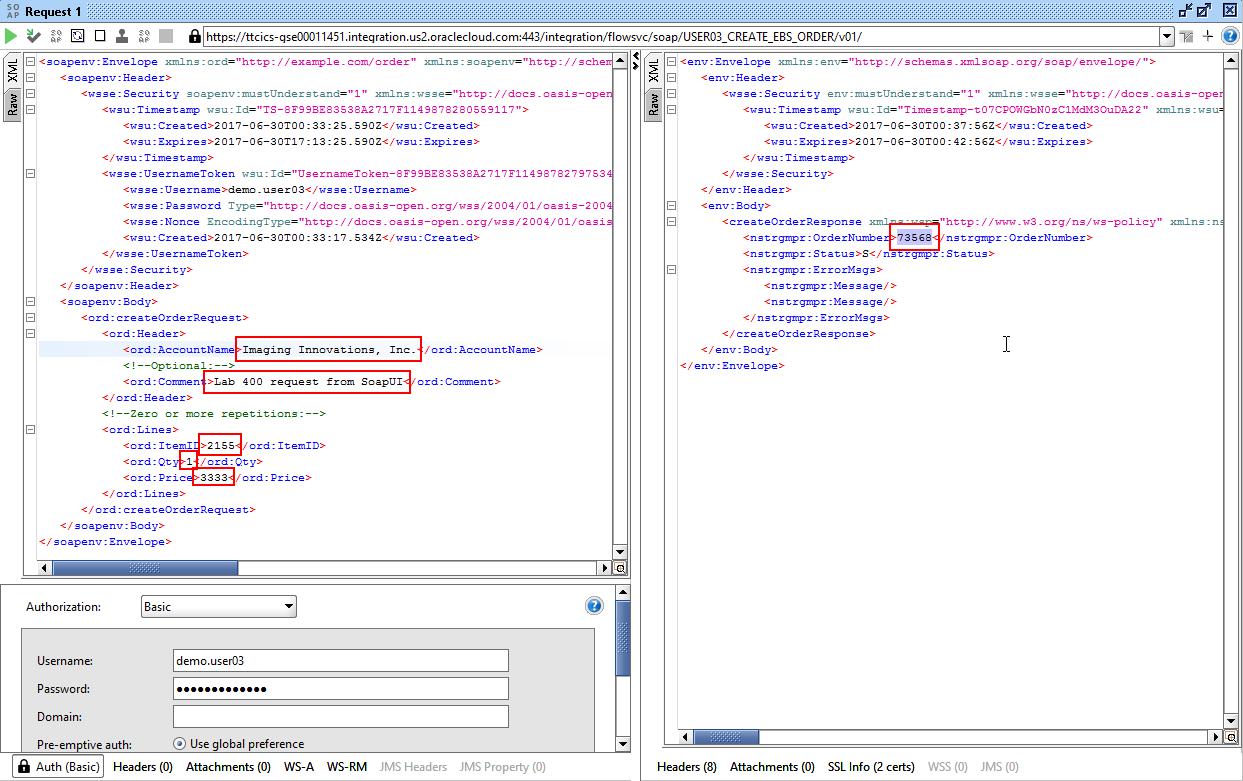 SO AP Request 1
https://ttcics-qse00011451.integration.us2.oraclecloud.com:443/integration/flowsvc/soap/USER03_CREATE_EBS_ORDER/v01/
XML
Raw
<soapenv:Envelope xmlns:ord="http://example.com/order" xmlns:soapenv="http://schem
<soapenv:Header>
<wsse:Security soapenv:mustUnderstand="1" xmlns:wsse="http://docs.oasis-open
<wsu:Timestamp wsu:Id="TS-8F99BE83538A2717F1149878280559117">
<wsu:Created>2017-06-30T00:33:25.590Z</wsu:Created>
<wsu:Expires>2017-06-30T17:13:25.590Z</wsu:Expires>
</wsu:Timestamp>
<wsse:UsernameToken wsu:Id="UsernameToken-8F99BE83538A2717F11498782797534
<wsse:Username>demo.user03</wsse:Username>
<wsse:Password Type="http://docs.oasis-open.org/wss/2004/01/oasis-2004
<wsse:Nonce EncodingType="http://docs.oasis-open.org/wss/2004/01/oasis
<wsu:Created>2017-06-30T00:33:17.534Z</wsu:Created>
</wsse:UsernameToken>
</wsse:Security>
</soapenv:Header>
<soapenv:Body>
<ord:createOrderRequest>
<ord:Header>
<ord:AccountName>Imaging Innovations, Inc.</ord:AccountName>
<!--Optional:-->
<ord:Comment>Lab 400 request from SoapUI</ord:Comment>
</ord:Header>
<!--Zero or more repetitions:-->
<ord:Lines>
<ord:ItemID>2155</ord:ItemID>
<ord:Qty>1</ord:Qty>
<ord:Price>3333</ord:Price>
</ord:Lines>
</ord:createOrderRequest>
</soapenv:Body>
</soapenv:Envelope>
Authorization: Basic
Username: demo.user03
Password: •••••••••••••
Domain:
Pre-emptive auth: Use global preference
Auth (Basic) Headers (0) Attachments (0) WS-A WS-RM JMS Headers JMS Property (0)
XML
Raw
<env:Envelope xmlns:env="http://schemas.xmlsoap.org/soap/envelope/">
<env:Header>
<wsse:Security env:mustUnderstand="1" xmlns:wsse="http://docs.oasis-open
<wsu:Timestamp wsu:Id="Timestamp-t07CPOWGbN0zC1MdM3OuDA22" xmlns:wsu=
<wsu:Created>2017-06-30T00:37:56Z</wsu:Created>
<wsu:Expires>2017-06-30T00:42:56Z</wsu:Expires>
</wsu:Timestamp>
</wsse:Security>
</env:Header>
<env:Body>
<createOrderResponse xmlns:wsp="http://www.w3.org/ns/ws-policy" xmlns:ns
<nstrgmpr:OrderNumber>73568</nstrgmpr:OrderNumber>
<nstrgmpr:Status>S</nstrgmpr:Status>
<nstrgmpr:ErrorMsgs>
<nstrgmpr:Message/>
<nstrgmpr:Message/>
</nstrgmpr:ErrorMsgs>
</createOrderResponse>
</env:Body>
</env:Envelope>
Headers (8) Attachments (0) SSL Info (2 certs) WSS (0) JMS (0)